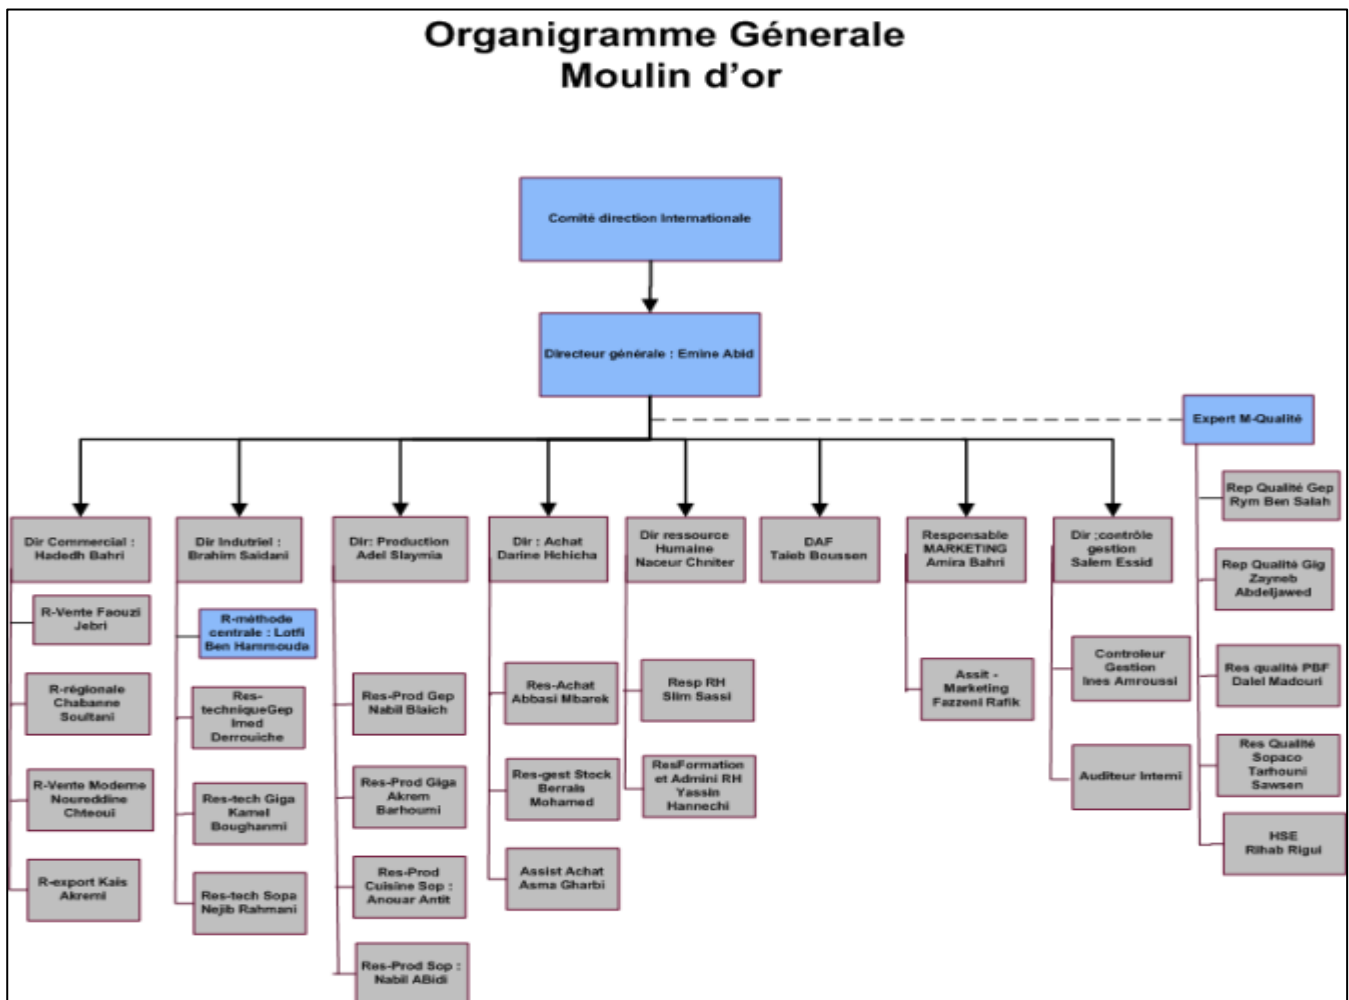 Organigramme Génerale
Moulin d'or
Comité direction Internationale
Directeur générale : Emine Abid
Expert M-Qualité
Rep Qualité Gep
Rym Ben Salah
Rep Qualité Gig
Zayneb
Abdeljawed
Res qualité PBF
Dalel Madouri
Res Qualité
Sopaco
Tarhouni
Sawsen
HSE
Rihab Rigui
Dir Commercial :
Hadedh Bahri
R-Vente Faouzi
Jebri
R-régionale
Chabanne
Soultani
R-Vente Moderne
Noureddine
Chteoui
R-export Kais
Akremi
Dir Indutriel :
Brahim Saidani
R-méthode
centrale : Lotfi
Ben Hammouda
Res-
techniqueGep
Imed
Derrouiche
Res-tech Giga
Kamel
Boughanmi
Res-tech Sopa
Nejib Rahmani
Dir: Production
Adel Slaymia
Res-Prod Gep
Nabil Blaich
Res-Prod Giga
Akrem
Barhoumi
Res-Prod
Cuisine Sop :
Anouar Antit
Res-Prod Sop :
Nabil ABidi
Dir : Achat
Darine Hchicha
Res-Achat
Abbasi Mbarek
Res-gest Stock
Berrais
Mohamed
Assist Achat
Asma Gharbi
Dir ressource
Humaine
Naceur Chniter
Resp RH
Slim Sassi
ResFormation
et Admini RH
Yassin
Hannechi
DAF
Taieb Boussen
Responsable
MARKETING
Amira Bahri
Assit -
Marketing
Fazzeni Rafik
Dir ;contrôle
gestion
Salem Essid
Controleur
Gestion
Ines Amroussi
Auditeur Interni